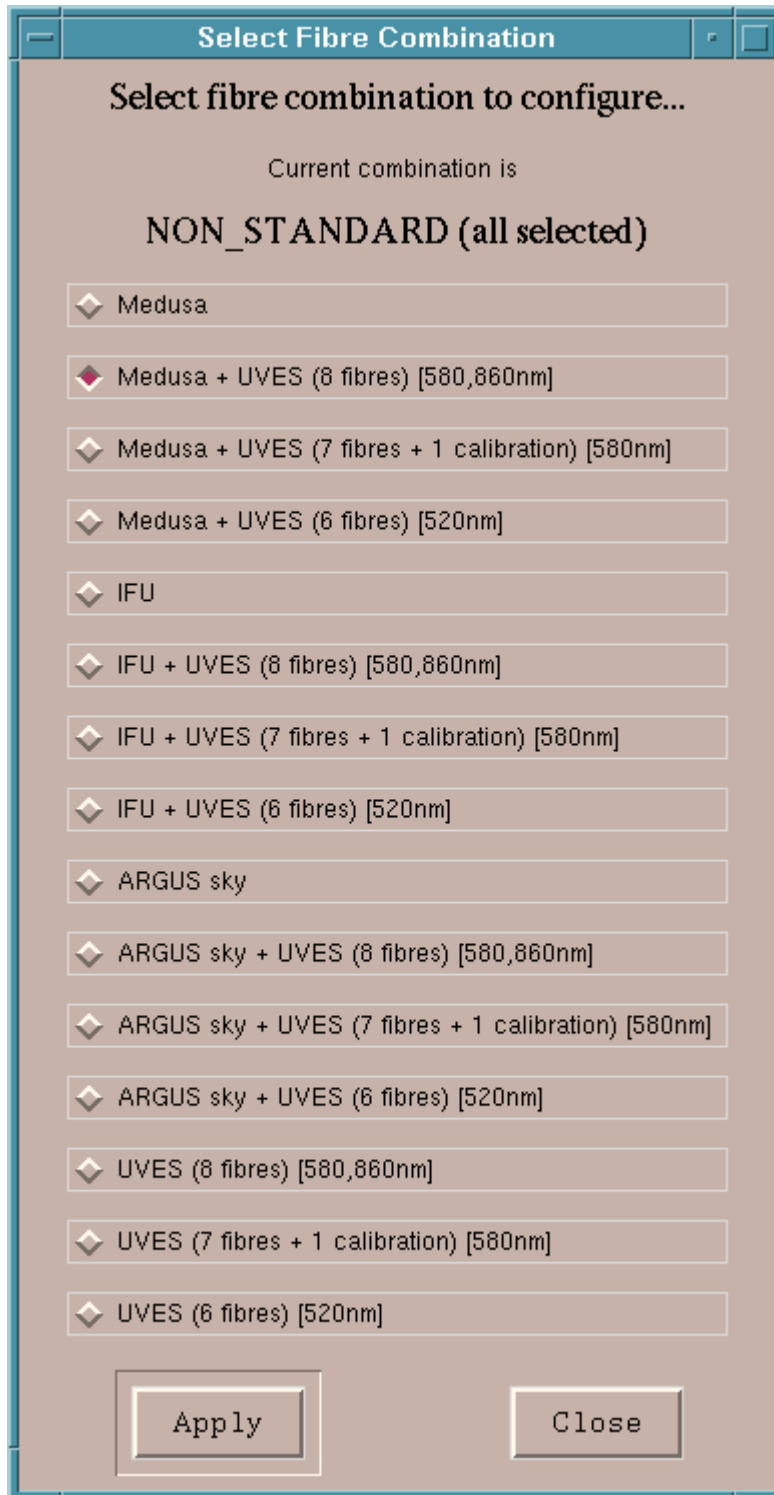 Select Fibre Combination
Select fibre combination to configure...
Current combination is
NON_STANDARD (all selected)
Medusa
Medusa + UVES (8 fibres) [580,860nm]
Medusa + UVES (7 fibres + 1 calibration) [580nm]
Medusa + UVES (6 fibres) [520nm]
IFU
IFU + UVES (8 fibres) [580,860nm]
IFU + UVES (7 fibres + 1 calibration) [580nm]
IFU + UVES (6 fibres) [520nm]
ARGUS sky
ARGUS sky + UVES (8 fibres) [580,860nm]
ARGUS sky + UVES (7 fibres + 1 calibration) [580nm]
ARGUS sky + UVES (6 fibres) [520nm]
UVES (8 fibres) [580,860nm]
UVES (7 fibres + 1 calibration) [580nm]
UVES (6 fibres) [520nm]
Apply Close